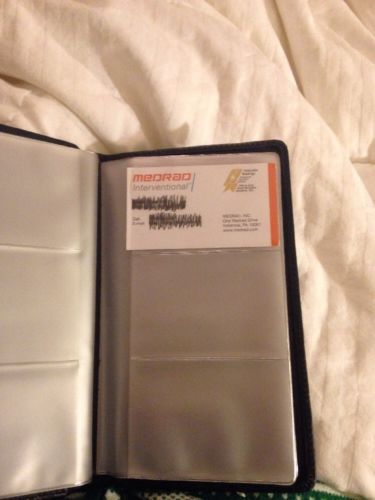 MEDRAD
Interventional
Cell
E-mail
MEDRAD, INC.
One Medrad Drive
Indianola, PA 15051
www.medrad.com